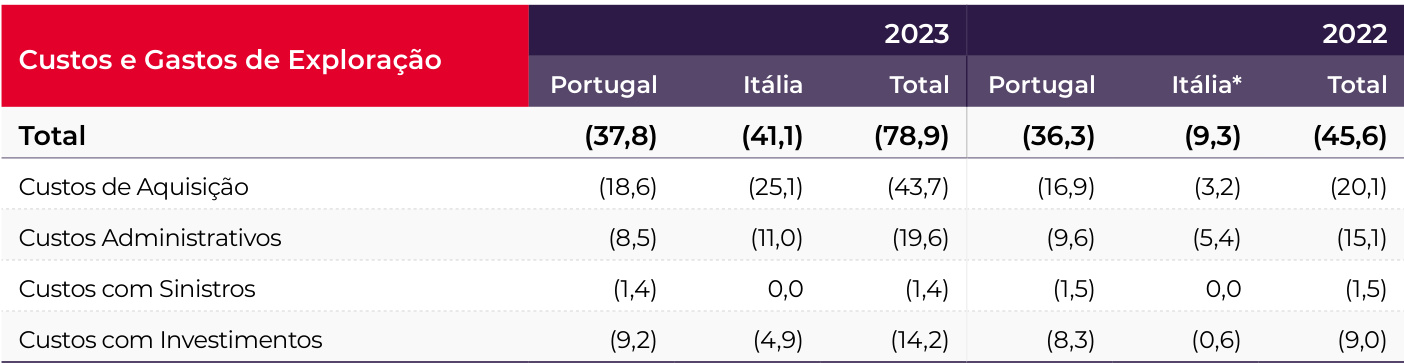 Custos e Gastos de Exploração 2023 2022
Portugal Itália Total Portugal Itália* Total
Total (37,8) (41,1) (78,9) (36,3) (9,3) (45,6)
Custos de Aquisição (18,6) (25,1) (43,7) (16,9) (3,2) (20,1)
Custos Administrativos (8,5) (11,0) (19,6) (9,6) (5,4) (15,1)
Custos com Sinistros (1,4) 0,0 (1,4) (1,5) 0,0 (1,5)
Custos com Investimentos (9,2) (4,9) (14,2) (8,3) (0,6) (9,0)